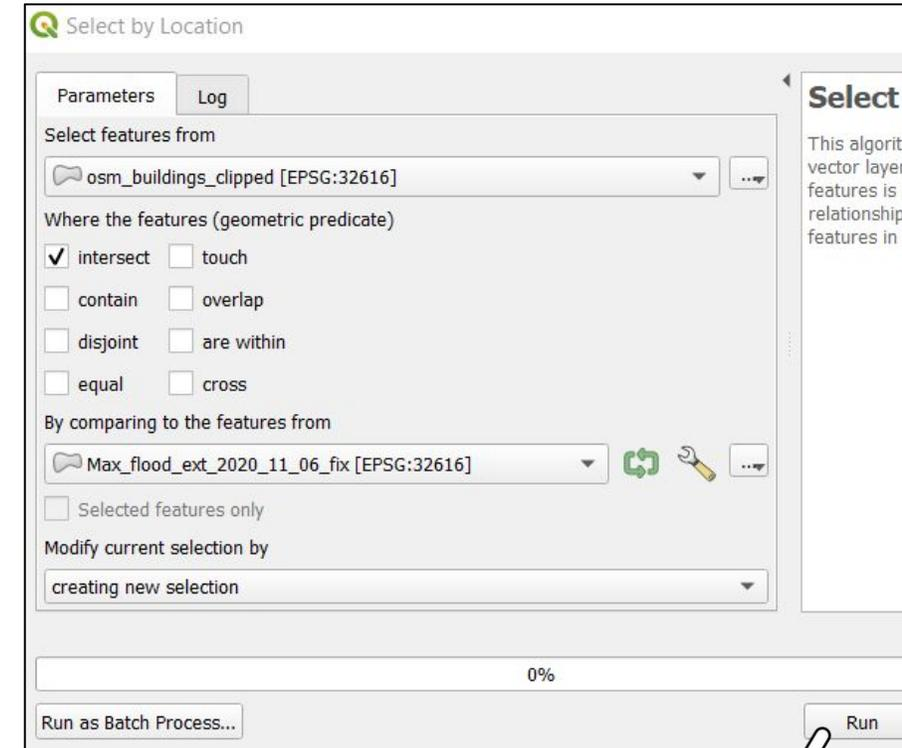 Select by Location
Parameters Log
Select features from
osm_buildings_clipped [EPSG:32616]
...
Where the features (geometric predicate)
intersect touch
contain overlap
disjoint are within
equal cross
By comparing to the features from
Max_flood_ext_2020_11_06_fix [EPSG:32616]
...
Selected features only
Modify current selection by
creating new selection
Select
This algorit
vector layer
features is
relationship
features in
0%
Run as Batch Process...
Run